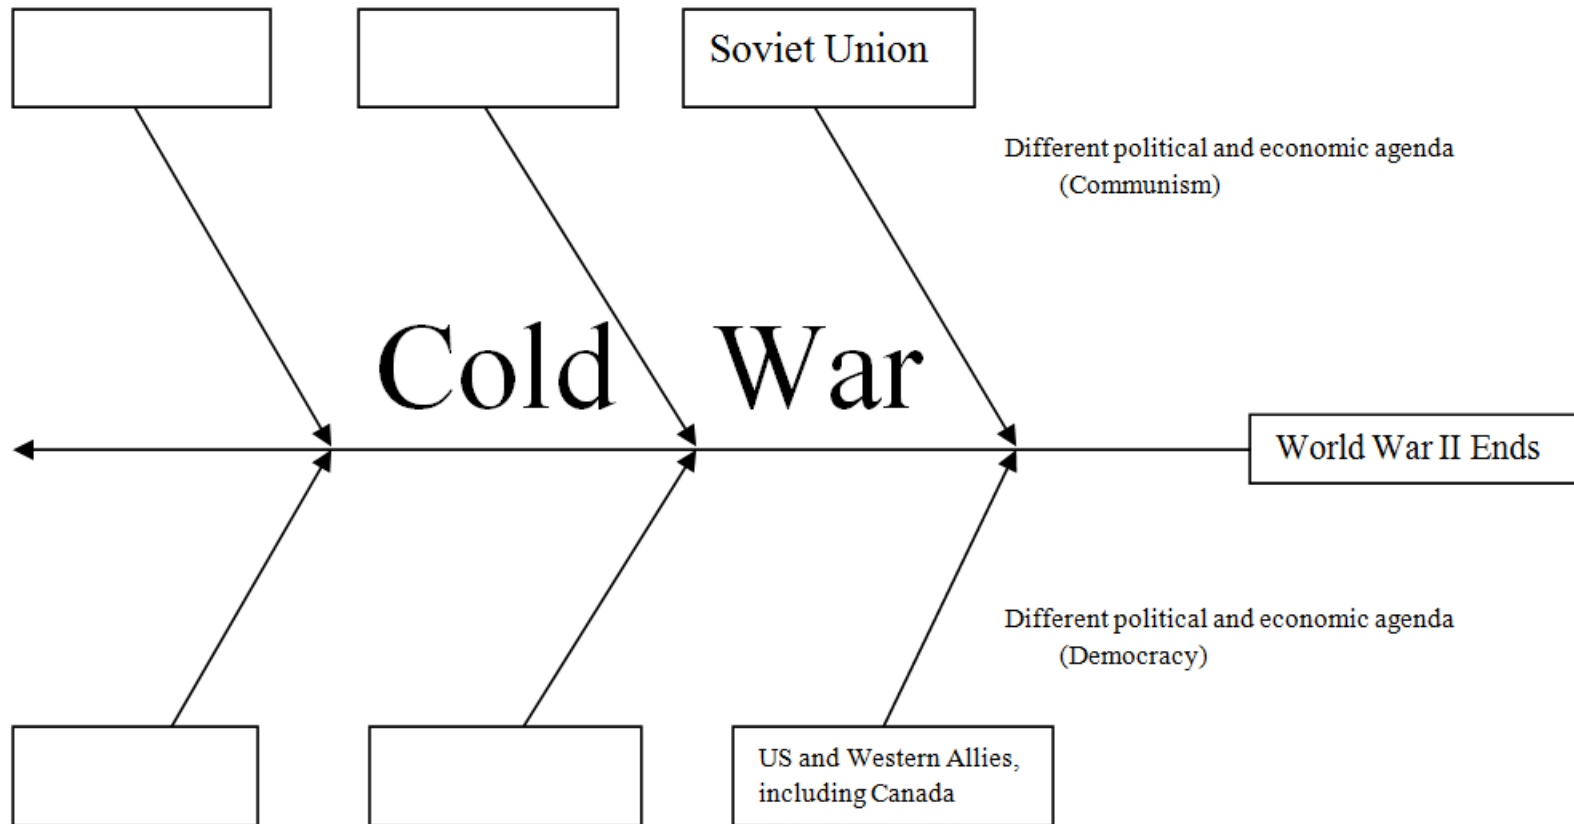 Soviet Union
Different political and economic agenda
(Communism)
Cold War
World War II Ends
Different political and economic agenda
(Democracy)
US and Western Allies,
including Canada